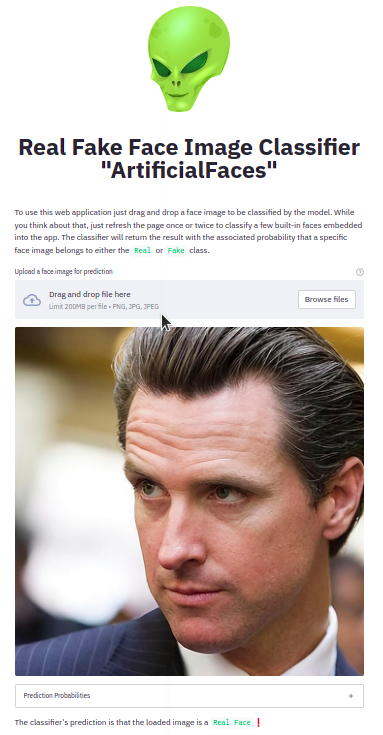 Real Fake Face Image Classifier
"ArtificialFaces"
To use this web application just drag and drop a face image to be classified by the model. While
you think about that, just refresh the page once or twice to classify a few built-in faces embedded
into the app. The classifier will return the result with the associated probability that a specific
face image belongs to either the Real or Fake class.
Upload a face image for prediction
Drag and drop file here
Limit 200MB per file • PNG, JPG, JPEG
Browse files
Prediction Probabilities
The classifier's prediction is that the loaded image is a Real Face ❗